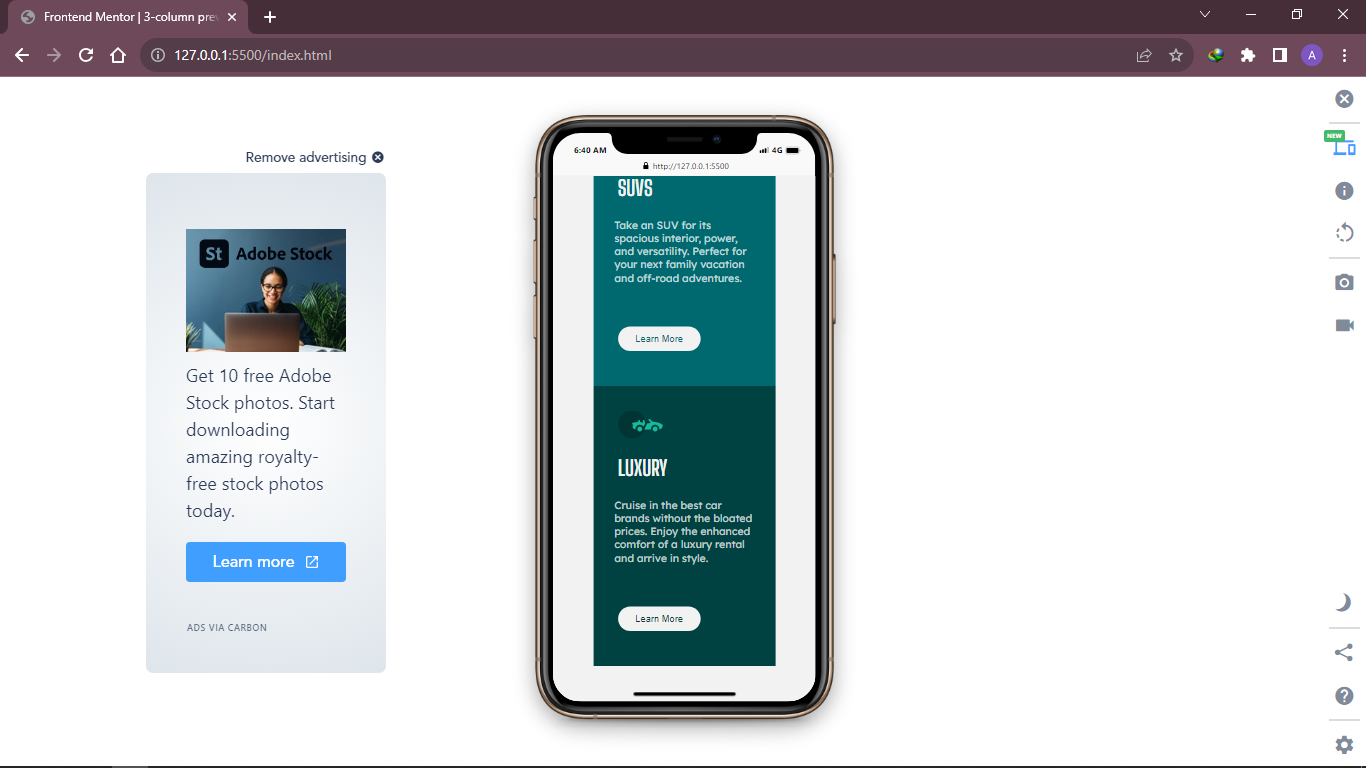 Frontend Mentor | 3-column prev
127.0.0.1:5500/index.html
A
NEW
Remove advertising
St Adobe Stock
Get 10 free Adobe
Stock photos. Start
downloading
amazing royalty-
free stock photos
today.
Learn more
ADS VIA CARBON
6:40 AM
4G
http://127.0.0.1:5500
SUVS
Take an SUV for its
spacious interior, power,
and versatility. Perfect for
your next family vacation
and off-road adventures.
Learn More
LUXURY
Cruise in the best car
brands without the bloated
prices. Enjoy the enhanced
comfort of a luxury rental
and arrive in style.
Learn More